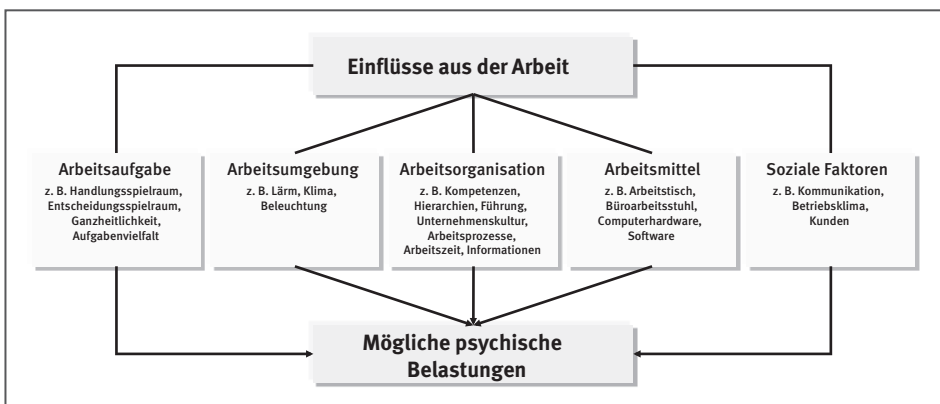 Einflüsse aus der Arbeit
Arbeitsaufgabe
z. B. Handlungsspielraum,
Entscheidungsspielraum,
Ganzheitlichkeit,
Aufgabenvielfalt
Arbeitsumgebung
z. B. Lärm, Klima,
Beleuchtung
Arbeitsorganisation
z. B. Kompetenzen,
Hierarchien, Führung,
Unternehmenskultur,
Arbeitsprozesse,
Arbeitszeit, Informationen
Arbeitsmittel
z. B. Arbeitstisch,
Büroarbeitsstuhl,
Computerhardware,
Software
Soziale Faktoren
z. B. Kommunikation,
Betriebsklima,
Kunden
Mögliche psychische
Belastungen